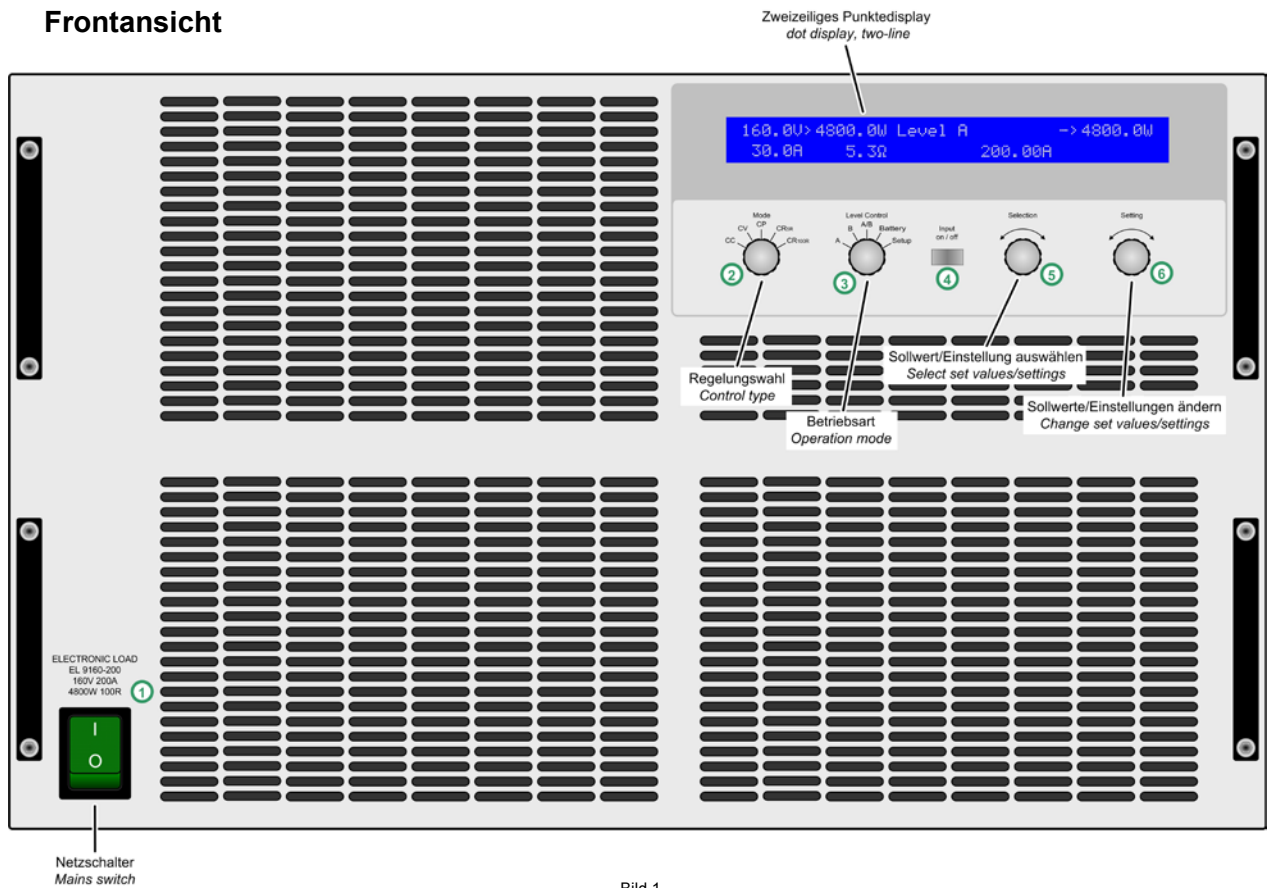 Frontansicht
Zweizeiliges Punktedisplay
dot display, two-line
160.0V>4800.0W Level A ->4800.0W
30.0A 5.3Ω 200.00A
Mode
CC CV CP CR10R CR100R
Level Control
A B A/B Battery Setup
Input
on / off
Selection
Setting
2
3
4
5
6
Regelungswahl
Control type
Betriebsart
Operation mode
Sollwert/Einstellung auswählen
Select set values/settings
Sollwerte/Einstellungen ändern
Change set values/settings
ELECTRONIC LOAD
EL 9160-200
160V 200A
4800W 100R
1
I
O
Netzschalter
Mains switch
Bild 1